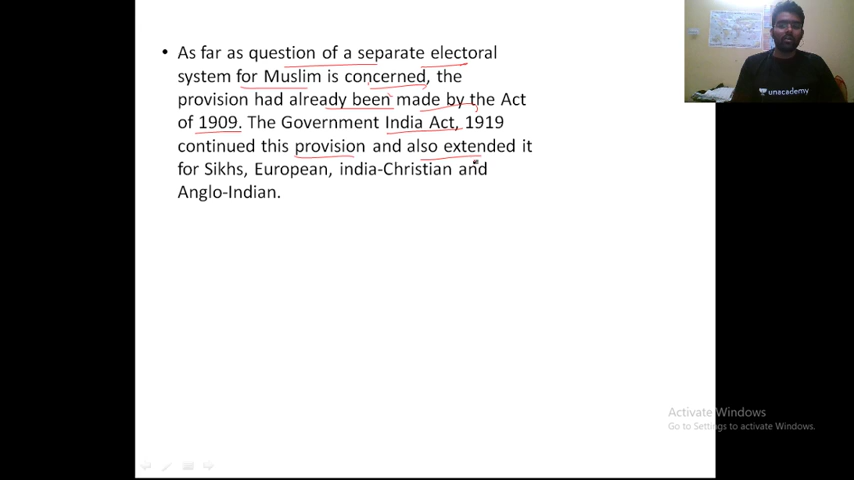 • As far as question of a separate electoral
system for Muslim is concerned, the
provision had already been made by the Act
of 1909. The Government India Act, 1919
continued this provision and also extended it
for Sikhs, European, india-Christian and
Anglo-Indian.
unacademy
Activate Windows
Go to Settings to activate Windows.